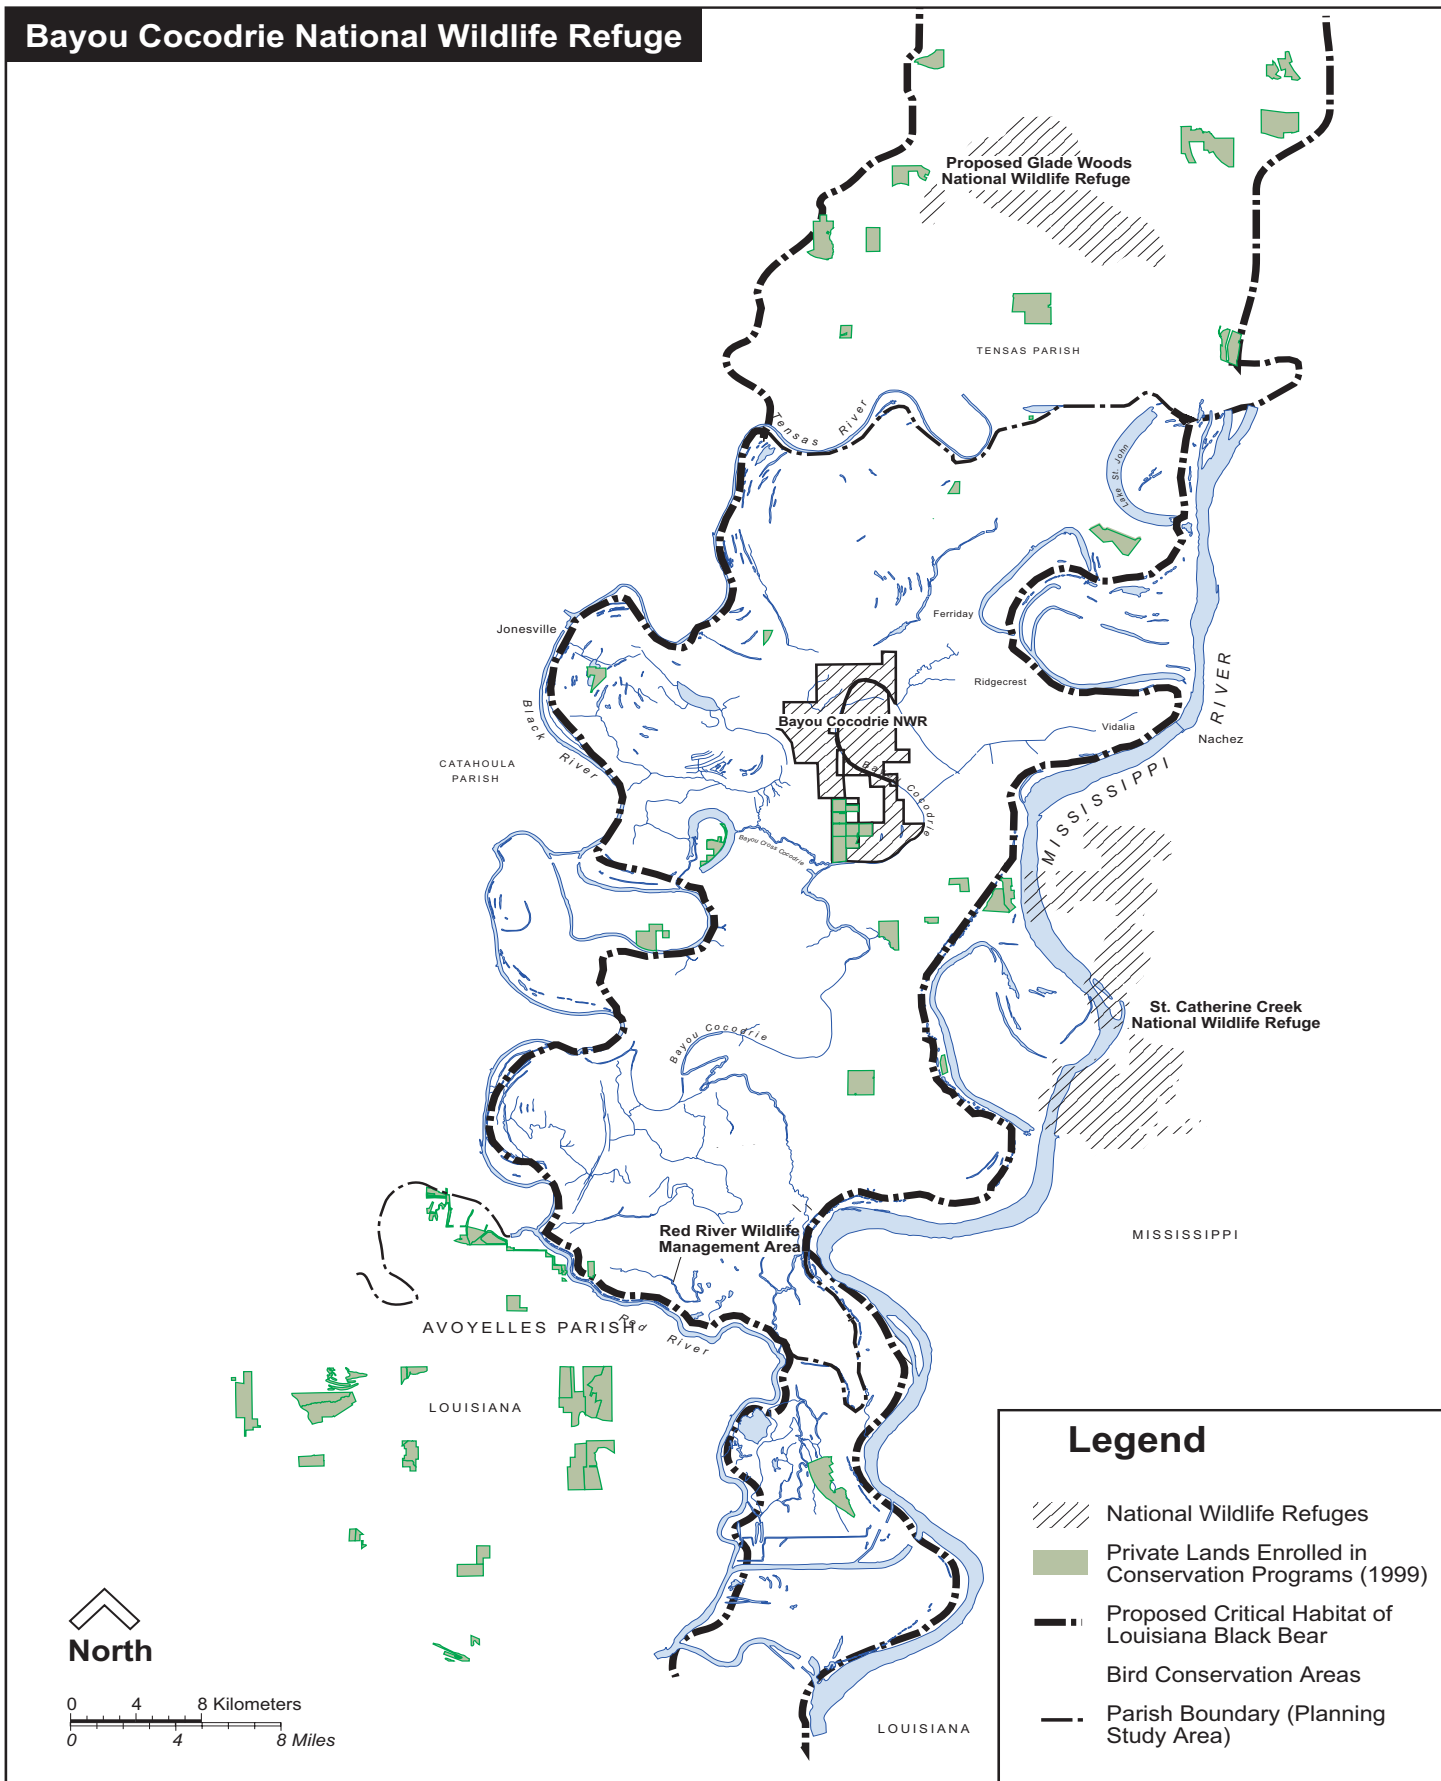 Bayou Cocodrie National Wildlife Refuge
Proposed Glade Woods
National Wildlife Refuge
TENSAS PARISH
Tensas River
Lake St. John
Ferriday
Jonesville
Ridgecrest
Bayou Cocodrie NWR
Vidalia
Nachez
MISSISSIPPI RIVER
Black River
CATAHOULA
PARISH
Bayou Cocodrie
Bayou Cross Cocodrie
St. Catherine Creek
National Wildlife Refuge
Bayou Cocodrie
Red River Wildlife
Management Area
MISSISSIPPI
AVOYELLES PARISH
Red River
LOUISIANA
North
0 4 8 Kilometers
0 4 8 Miles
LOUISIANA
Legend
National Wildlife Refuges
Private Lands Enrolled in
Conservation Programs (1999)
Proposed Critical Habitat of
Louisiana Black Bear
Bird Conservation Areas
Parish Boundary (Planning
Study Area)